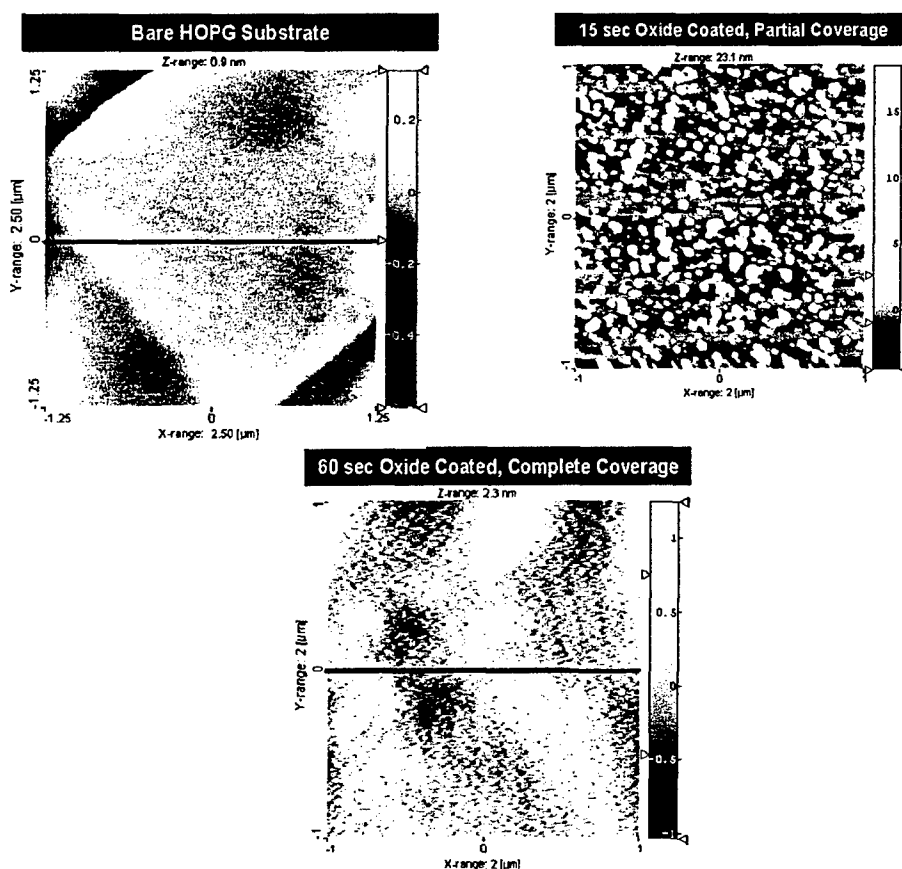 Bare HOPG Substrate
Z-range: 0.9 nm
1.25
0
-1.25
Y-range: 2.50 [µm]
-1.25 0 1.25
X-range: 2.50 [µm]
0.2
0
-0.2
-0.4
15 sec Oxide Coated, Partial Coverage
Z-range: 23.1 nm
1
0
-1
Y-range: 2 [µm]
-1 0 1
X-range: 2 [µm]
15
10
5
0
60 sec Oxide Coated, Complete Coverage
Z-range: 2.3 nm
1
0
-1
Y-range: 2 [µm]
-1 0 1
X-range: 2 [µm]
1
0.5
0
-0.5
-1